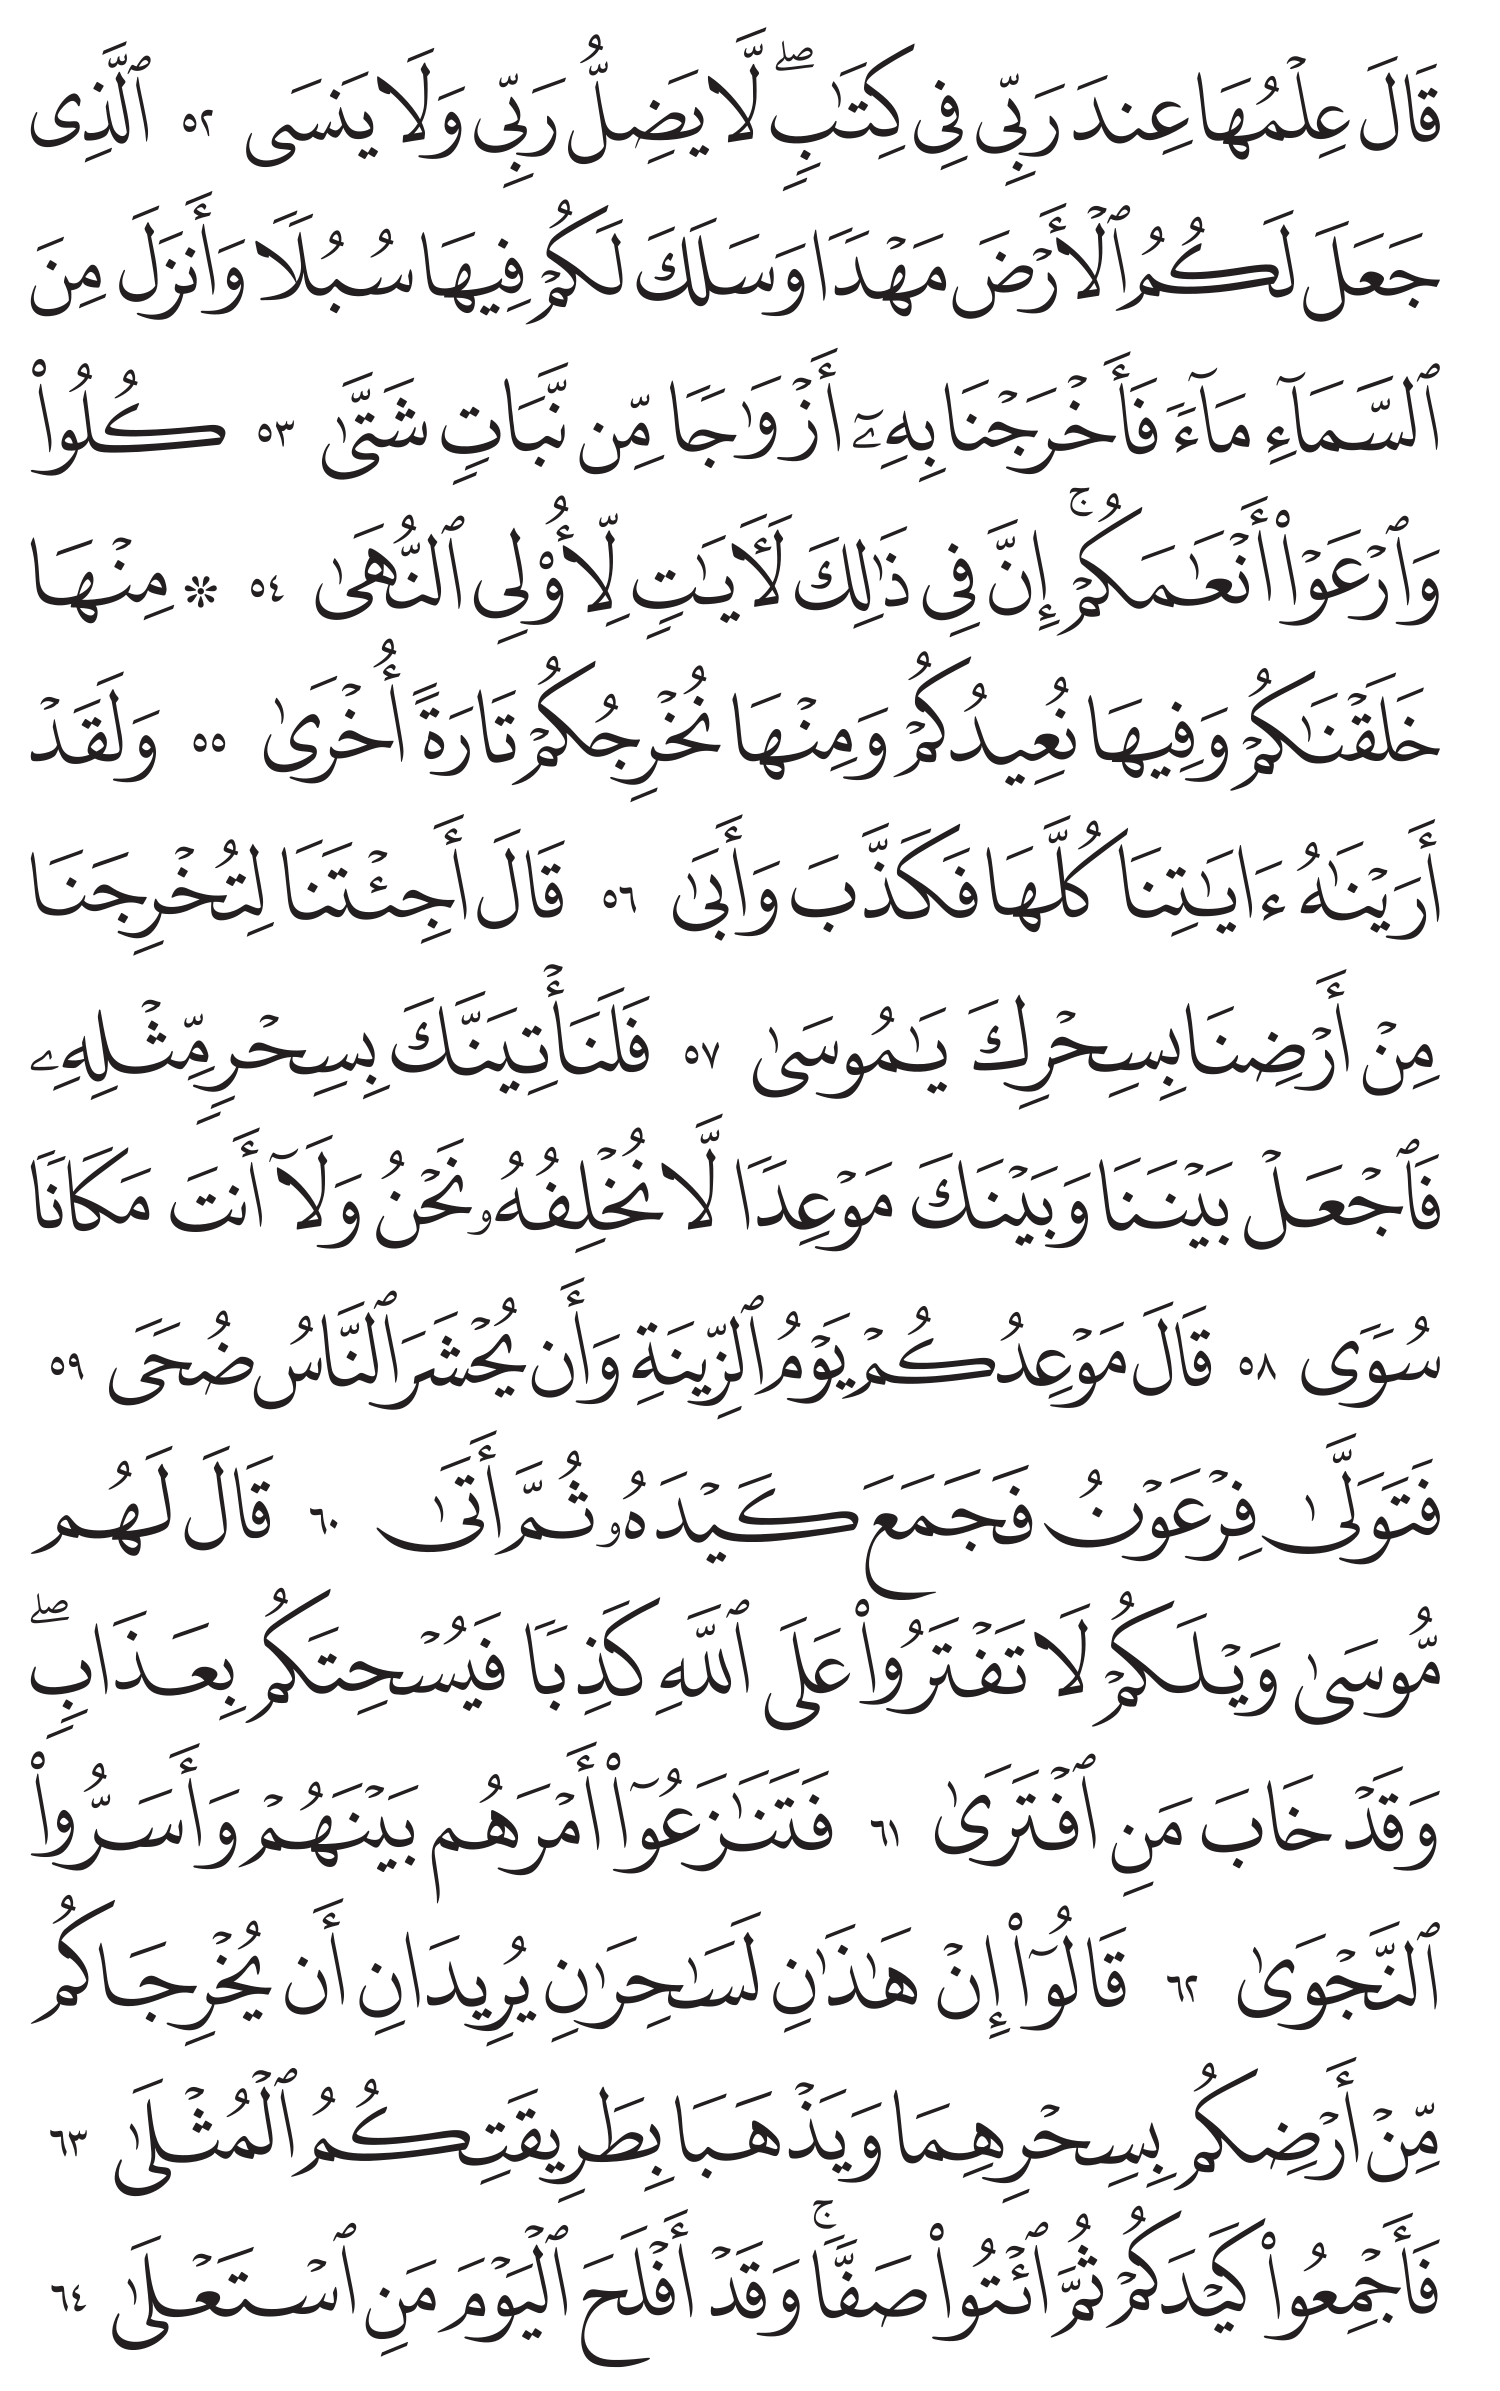 قَالَ عِلۡمُهَا عِندَ رَبِّى فِى كِتَٰبٍۖ لَّا يَضِلُّ رَبِّى وَلَا يَنسَى ٥٢ ٱلَّذِى
جَعَلَ لَكُمُ ٱلۡأَرۡضَ مَهۡدًا وَسَلَكَ لَكُمۡ فِيهَا سُبُلًا وَأَنزَلَ مِنَ
ٱلسَّمَآءِ مَآءً فَأَخۡرَجۡنَا بِهِۦٓ أَزۡوَٰجًا مِّن نَّبَاتٍ شَتَّىٰ ٥٣ كُلُوا۟
وَٱرۡعَوۡا۟ أَنۡعَٰمَكُمۡۚ إِنَّ فِى ذَٰلِكَ لَأٓيَٰتٍ لِّأُو۟لِى ٱلنُّهَىٰ ٥٤ ۞ مِنۡهَا
خَلَقۡنَٰكُمۡ وَفِيهَا نُعِيدُكُمۡ وَمِنۡهَا نُخۡرِجُكُمۡ تَارَةً أُخۡرَىٰ ٥٥ وَلَقَدۡ
أَرَيۡنَٰهُ ءَايَٰتِنَا كُلَّهَا فَكَذَّبَ وَأَبَىٰ ٥٦ قَالَ أَجِئۡتَنَا لِتُخۡرِجَنَا
مِنۡ أَرۡضِنَا بِسِحۡرِكَ يَٰمُوسَىٰ ٥٧ فَلَنَأۡتِيَنَّكَ بِسِحۡرٍ مِّثۡلِهِۦ
فَٱجۡعَلۡ بَيۡنَنَا وَبَيۡنَكَ مَوۡعِدًا لَّا نُخۡلِفُهُۥ نَحۡنُ وَلَآ أَنتَ مَكَانًا
سُوًى ٥٨ قَالَ مَوۡعِدُكُمۡ يَوۡمُ ٱلزِّينَةِ وَأَن يُحۡشَرَ ٱلنَّاسُ ضُحًى ٥٩
فَتَوَلَّىٰ فِرۡعَوۡنُ فَجَمَعَ كَيۡدَهُۥ ثُمَّ أَتَىٰ ٦٠ قَالَ لَهُم
مُّوسَىٰ وَيۡلَكُمۡ لَا تَفۡتَرُوا۟ عَلَى ٱللَّهِ كَذِبًا فَيُسۡحِتَكُم بِعَذَابٍۖ
وَقَدۡ خَابَ مَنِ ٱفۡتَرَىٰ ٦١ فَتَنَٰزَعُوٓا۟ أَمۡرَهُم بَيۡنَهُمۡ وَأَسَرُّوا۟
ٱلنَّجۡوَىٰ ٦٢ قَالُوٓا۟ إِنۡ هَٰذَٰنِ لَسَٰحِرَٰنِ يُرِيدَانِ أَن يُخۡرِجَاكُم
مِّنۡ أَرۡضِكُم بِسِحۡرِهِمَا وَيَذۡهَبَا بِطَرِيقَتِكُمُ ٱلۡمُثۡلَىٰ ٦٣
فَأَجۡمِعُوا۟ كَيۡدَكُمۡ ثُمَّ ٱئۡتُوا۟ صَفًّاۚ وَقَدۡ أَفۡلَحَ ٱلۡيَوۡمَ مَنِ ٱسۡتَعۡلَىٰ ٦٤